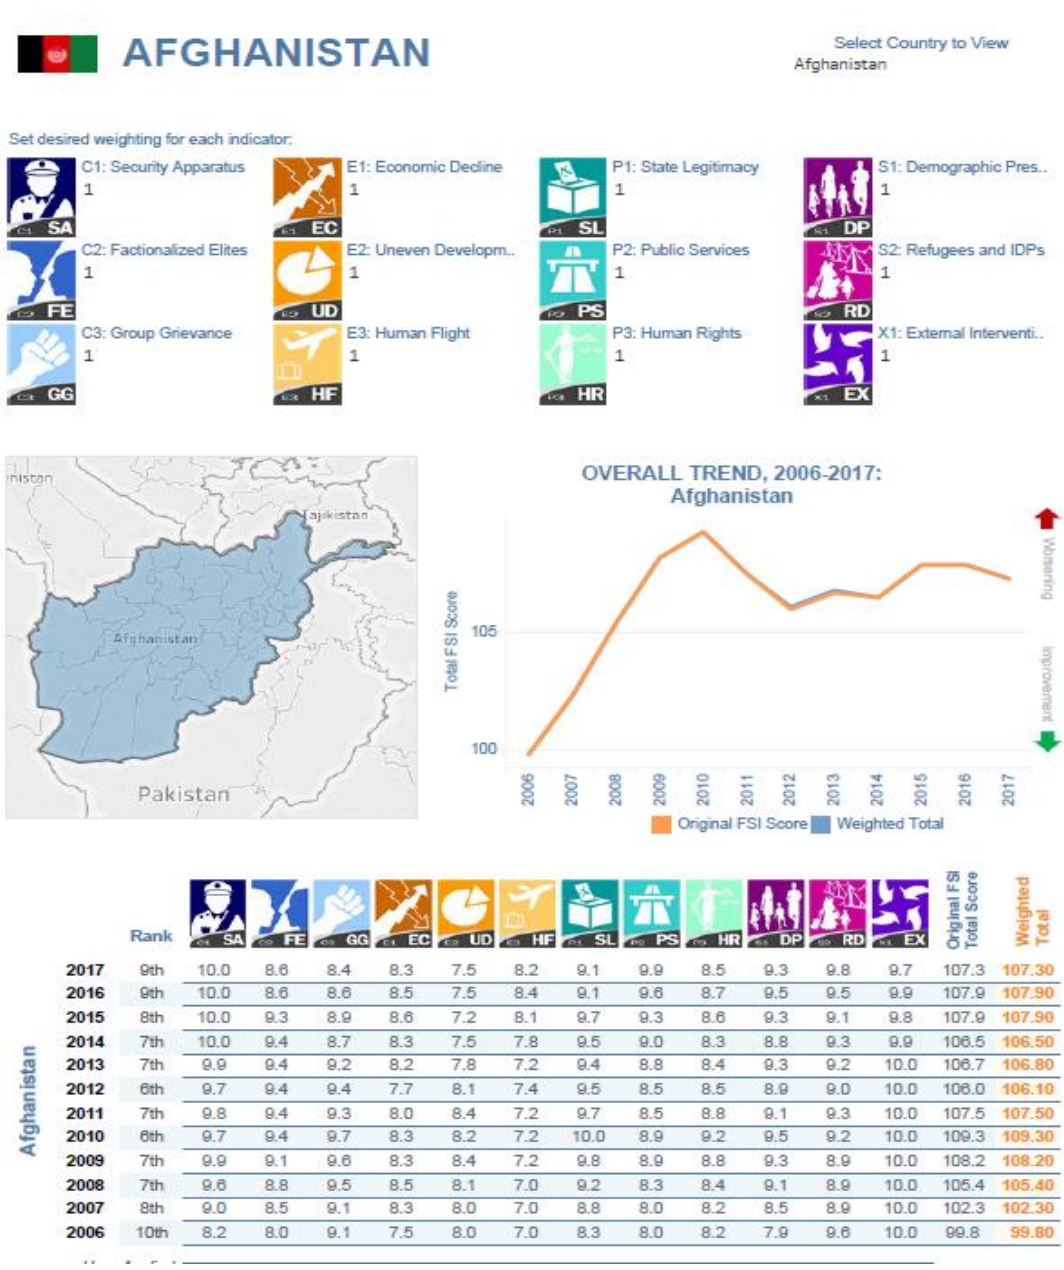 AFGHANISTAN
Select Country to View
Afghanistan
Set desired weighting for each indicator:
C1: Security Apparatus
1
C1 SA
E1: Economic Decline
1
E1 EC
P1: State Legitimacy
1
P1 SL
S1: Demographic Pres..
1
S1 DP
C2: Factionalized Elites
1
C2 FE
E2: Uneven Developm..
1
E2 UD
P2: Public Services
1
P2 PS
S2: Refugees and IDPs
1
S2 RD
C3: Group Grievance
1
C3 GG
E3: Human Flight
1
E3 HF
P3: Human Rights
1
P3 HR
X1: External Interventi..
1
X1 EX
nistan
Tajikistan
Afghanistan
Pakistan
OVERALL TREND, 2006-2017:
Afghanistan
Total FSI Score
105
100
Worsening
Improvement
2006 2007 2008 2009 2010 2011 2012 2013 2014 2015 2016 2017
Original FSI Score Weighted Total
Rank C1 SA C2 FE C3 GG E1 EC E2 UD E3 HF P1 SL P2 PS P3 HR S1 DP S2 RD X1 EX Original FSI Total Score Weighted Total
Afghanistan
2017 9th 10.0 8.6 8.4 8.3 7.5 8.2 9.1 9.9 8.5 9.3 9.8 9.7 107.3 107.30
2016 9th 10.0 8.6 8.6 8.5 7.5 8.4 9.1 9.6 8.7 9.5 9.5 9.9 107.9 107.90
2015 8th 10.0 9.3 8.9 8.6 7.2 8.1 9.7 9.3 8.6 9.3 9.1 9.8 107.9 107.90
2014 7th 10.0 9.4 8.7 8.3 7.5 7.8 9.5 9.0 8.3 8.8 9.3 9.9 106.5 106.50
2013 7th 9.9 9.4 9.2 8.2 7.8 7.2 9.4 8.8 8.4 9.3 9.2 10.0 106.7 106.80
2012 6th 9.7 9.4 9.4 7.7 8.1 7.4 9.5 8.5 8.5 8.9 9.0 10.0 106.0 106.10
2011 7th 9.8 9.4 9.3 8.0 8.4 7.2 9.7 8.5 8.8 9.1 9.3 10.0 107.5 107.50
2010 6th 9.7 9.4 9.7 8.3 8.2 7.2 10.0 8.9 9.2 9.5 9.2 10.0 109.3 109.30
2009 7th 9.9 9.1 9.6 8.3 8.4 7.2 9.8 8.9 8.8 9.3 8.9 10.0 108.2 108.20
2008 7th 9.6 8.8 9.5 8.5 8.1 7.0 9.2 8.3 8.4 9.1 8.9 10.0 105.4 105.40
2007 8th 9.0 8.5 9.1 8.3 8.0 7.0 8.8 8.0 8.2 8.5 8.9 10.0 102.3 102.30
2006 10th 8.2 8.0 9.1 7.5 8.0 7.0 8.3 8.0 8.2 7.9 9.6 10.0 99.8 99.80